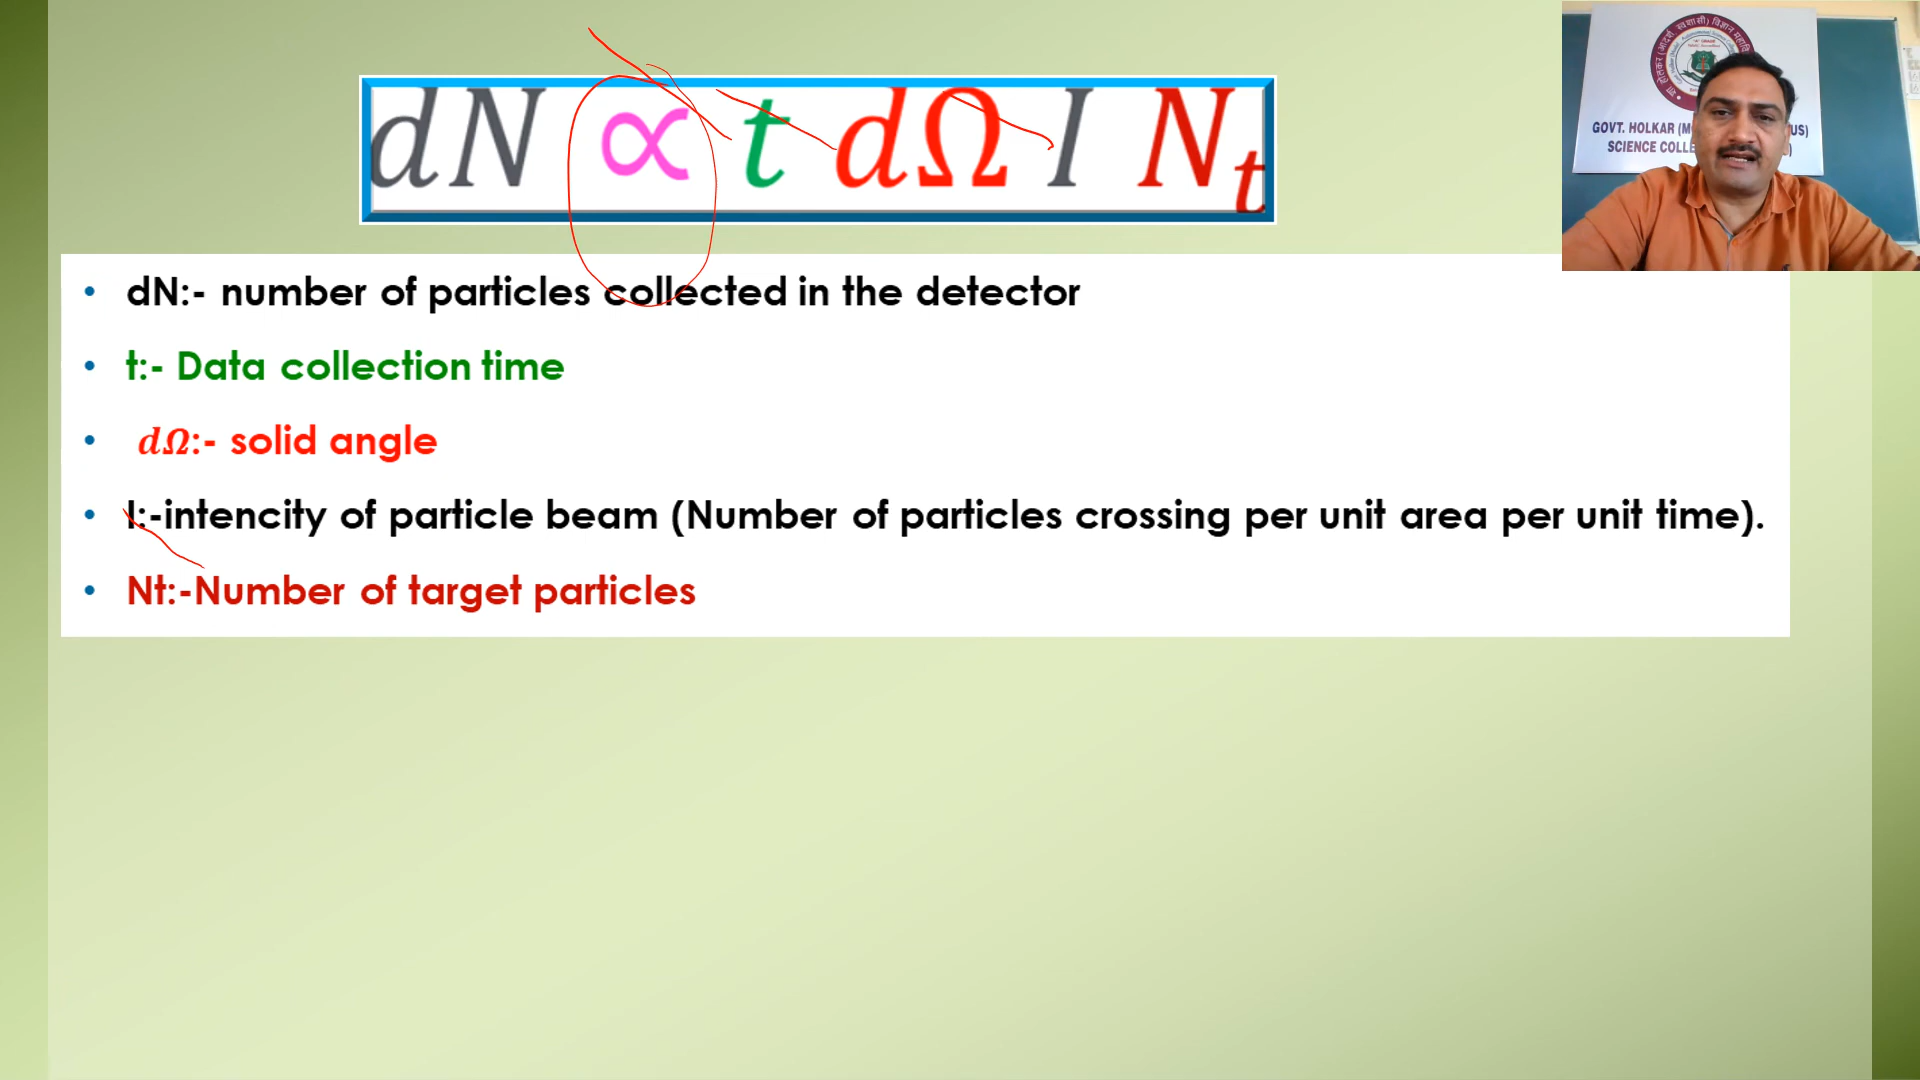 dN ∝ t dΩ I Nt
GOVT. HOLKAR (M
US)
SCIENCE COLLE
• dN:- number of particles collected in the detector
• t:- Data collection time
• dΩ:- solid angle
• I:-intencity of particle beam (Number of particles crossing per unit area per unit time).
• Nt:-Number of target particles